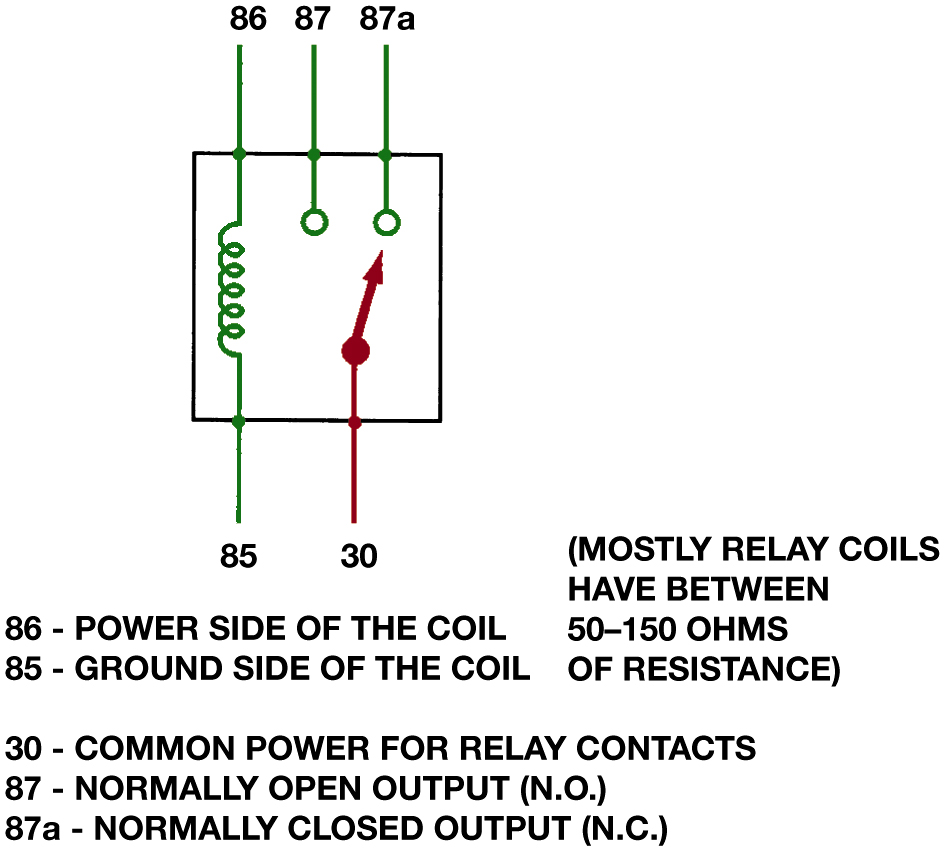 86 87 87a
85 30
(MOSTLY RELAY COILS
HAVE BETWEEN
50–150 OHMS
OF RESISTANCE)
86 - POWER SIDE OF THE COIL
85 - GROUND SIDE OF THE COIL
30 - COMMON POWER FOR RELAY CONTACTS
87 - NORMALLY OPEN OUTPUT (N.O.)
87a - NORMALLY CLOSED OUTPUT (N.C.)